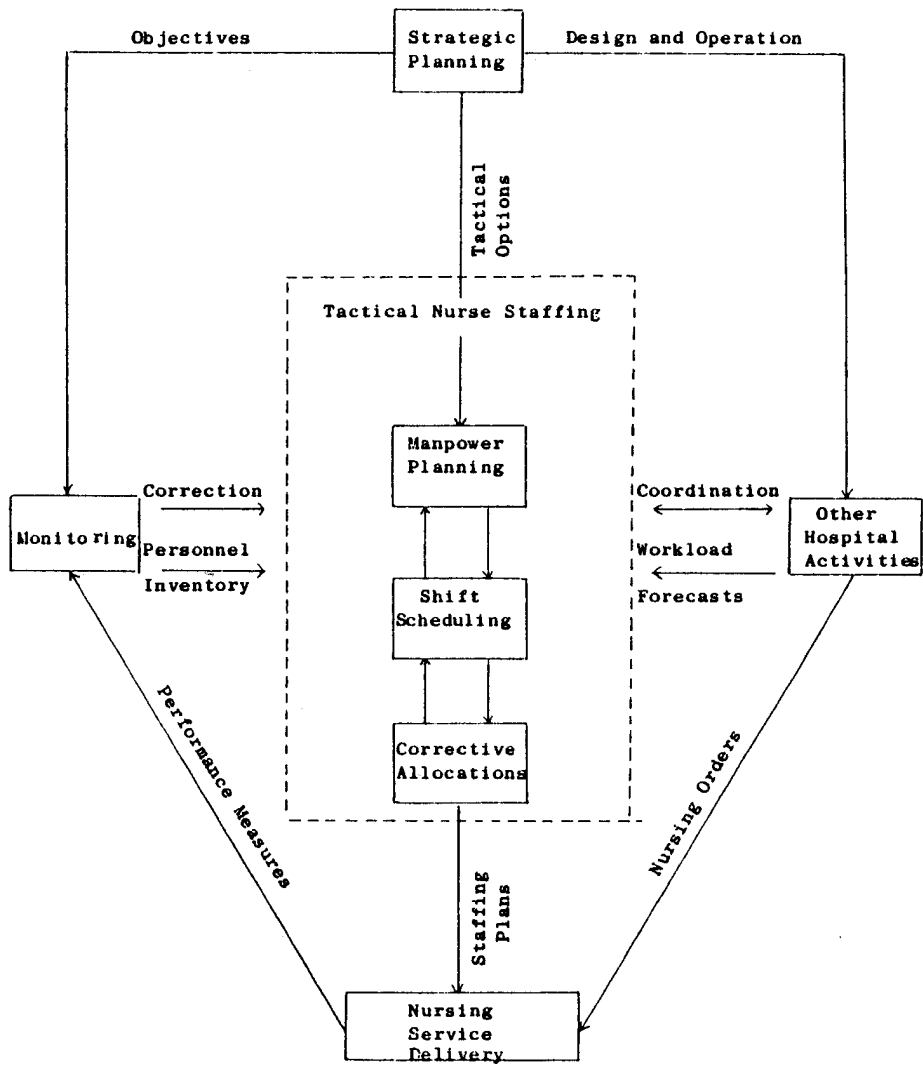 Objectives
Strategic
Planning
Design and Operation
Tactical
Options
Tactical Nurse Staffing
Manpower
Planning
Correction
Personnel
Inventory
Monitoring
Coordination
Workload
Forecasts
Other
Hospital
Activities
Shift
Scheduling
Corrective
Allocations
Performance Measures
Nursing Orders
Staffing
Plans
Nursing
Service
Delivery